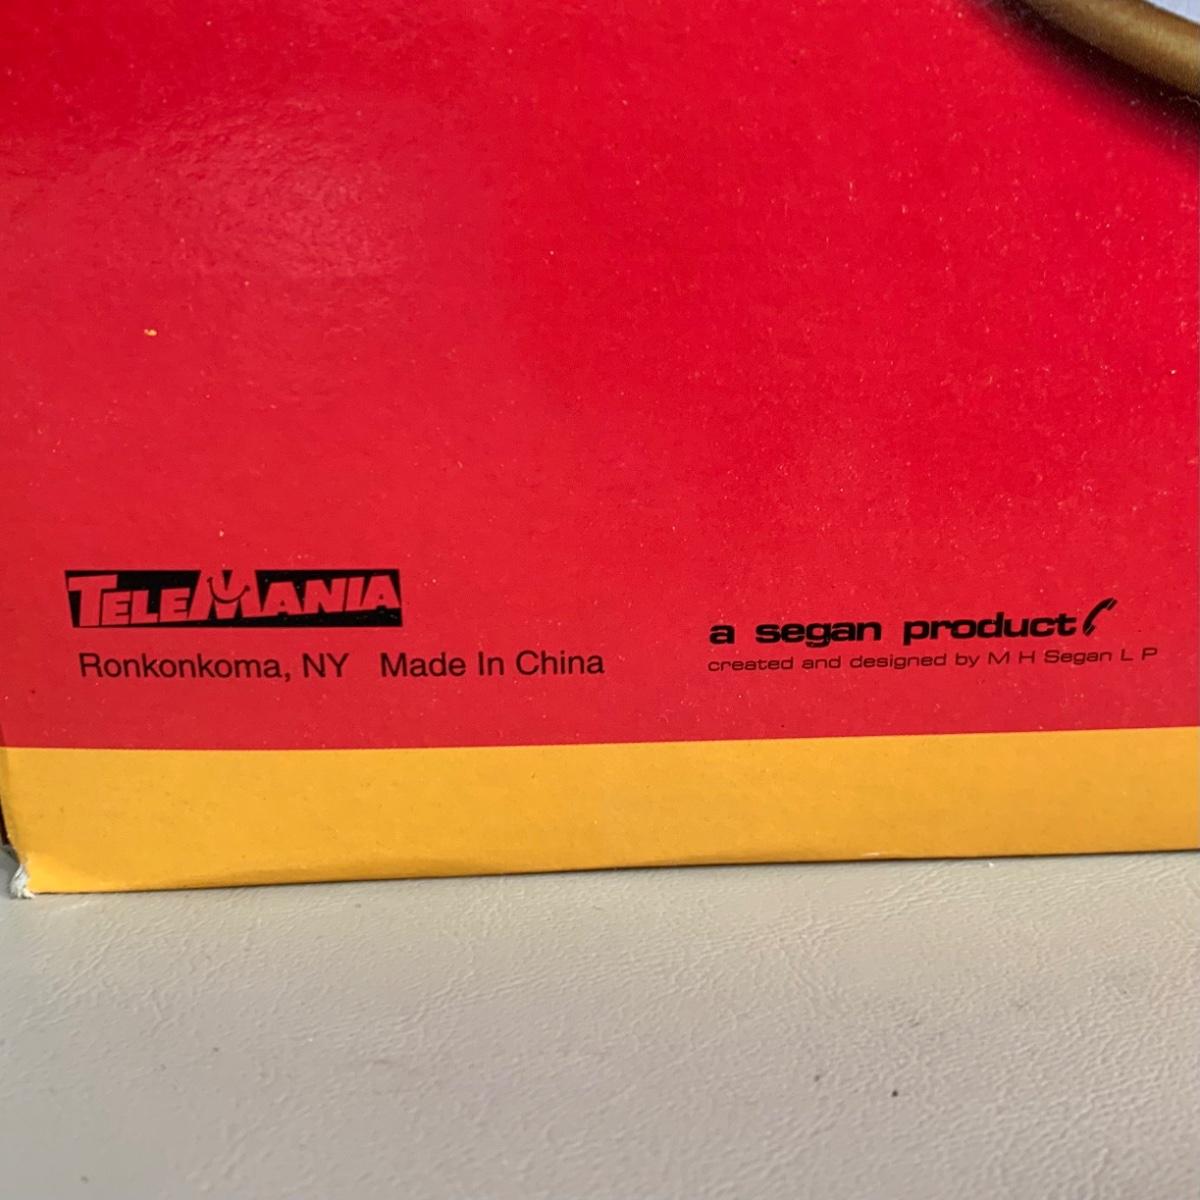 TELEMANIA
Ronkonkoma, NY Made In China
a segan product
created and designed by M H Segan L P